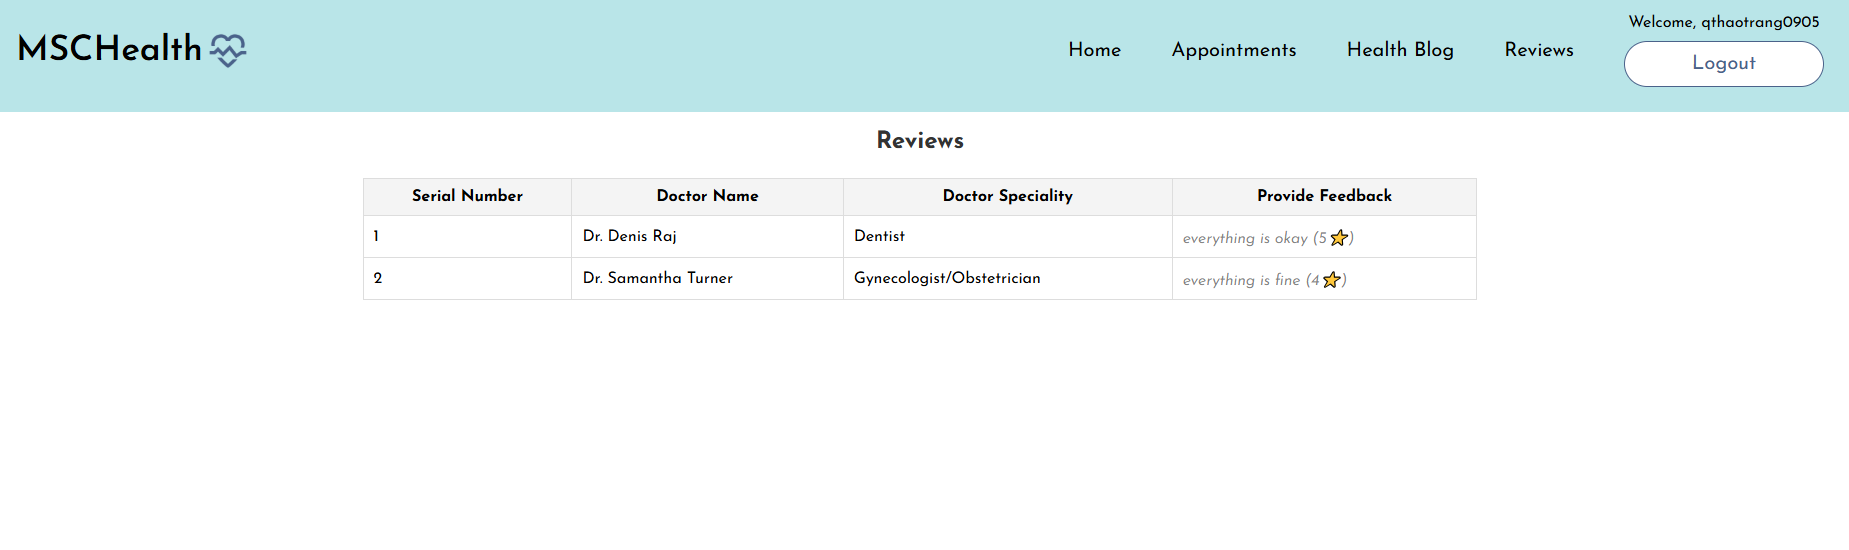 MSCHealth
Home Appointments Health Blog Reviews
Welcome, qthaotrang0905
Logout
Reviews
Serial Number Doctor Name Doctor Speciality Provide Feedback
1 Dr. Denis Raj Dentist everything is okay (5⭐)
2 Dr. Samantha Turner Gynecologist/Obstetrician everything is fine (4⭐)